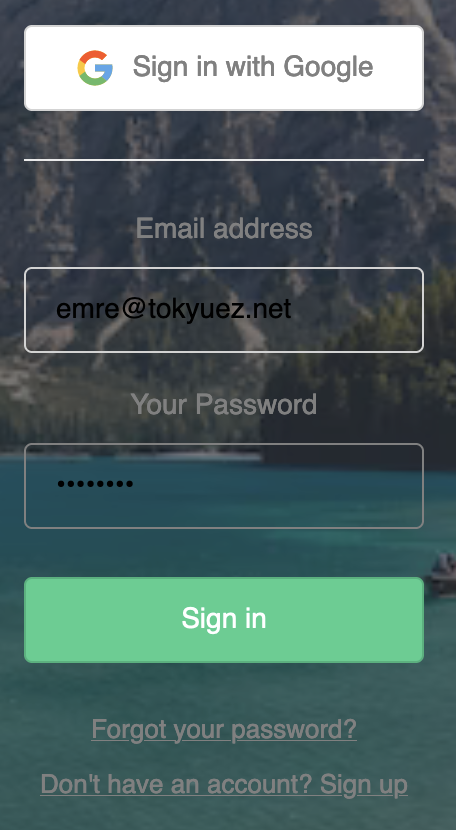 Sign in with Google
Email address
emre@tokyuez.net
Your Password
••••••••
Sign in
Forgot your password?
Don't have an account? Sign up